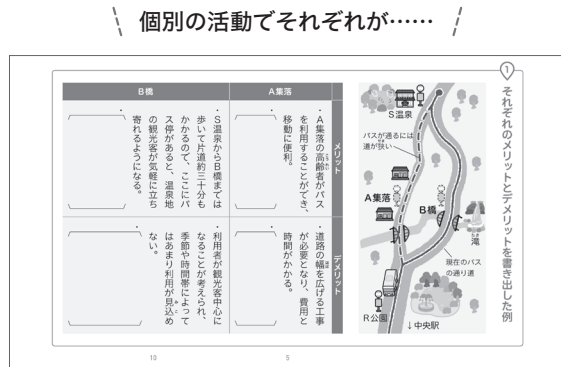 個別の活動でそれぞれが……
①
それぞれのメリットとデメリットを書き出した例
S温泉
バスが通るには
道が狭い
A集落
B橋
滝
現在のバス
の通り道
R公園
↓中央駅
メリット
デメリット
A集落
・A集落の高齢者がバス
を利用することができ、
移動に便利。
・
・道路の幅を広げる工事
が必要となり、費用と
時間がかかる。
・
B橋
・S温泉からB橋までは
歩いて片道約三十分も
かかるので、ここにバ
ス停があると、温泉地
の観光客が気軽に立ち
寄れるようになる。
・
・利用者が観光客中心に
なることが考えられ、
季節や時間帯によって
はあまり利用が見込め
ない。
・
5
10